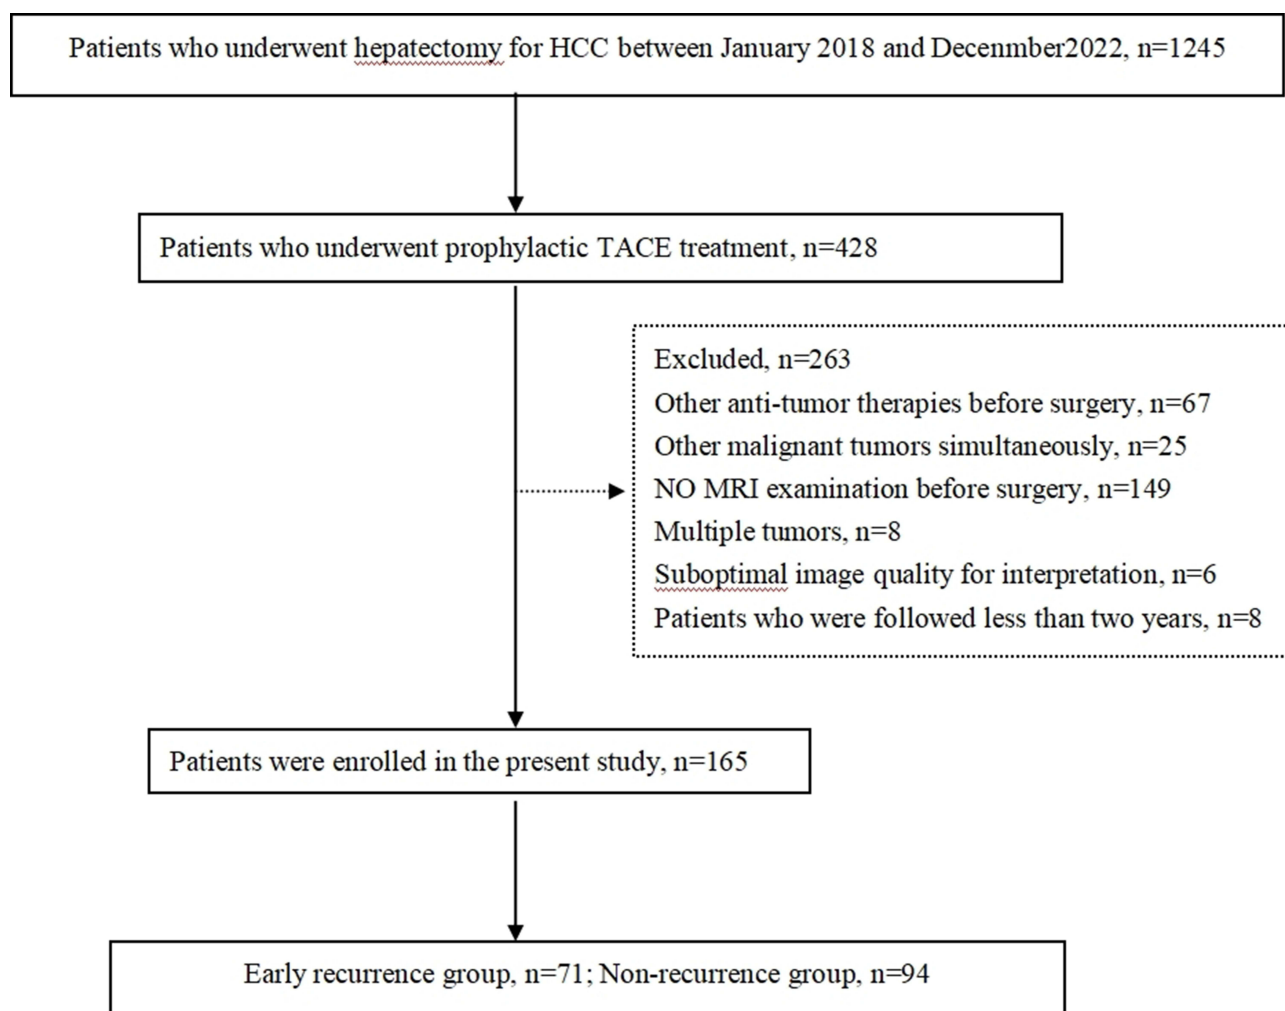 Patients who underwent hepatectomy for HCC between January 2018 and Decenmber2022, n=1245
Patients who underwent prophylactic TACE treatment, n=428
Excluded, n=263
Other anti-tumor therapies before surgery, n=67
Other malignant tumors simultaneously, n=25
NO MRI examination before surgery, n=149
Multiple tumors, n=8
Suboptimal image quality for interpretation, n=6
Patients who were followed less than two years, n=8
Patients were enrolled in the present study, n=165
Early recurrence group, n=71; Non-recurrence group, n=94